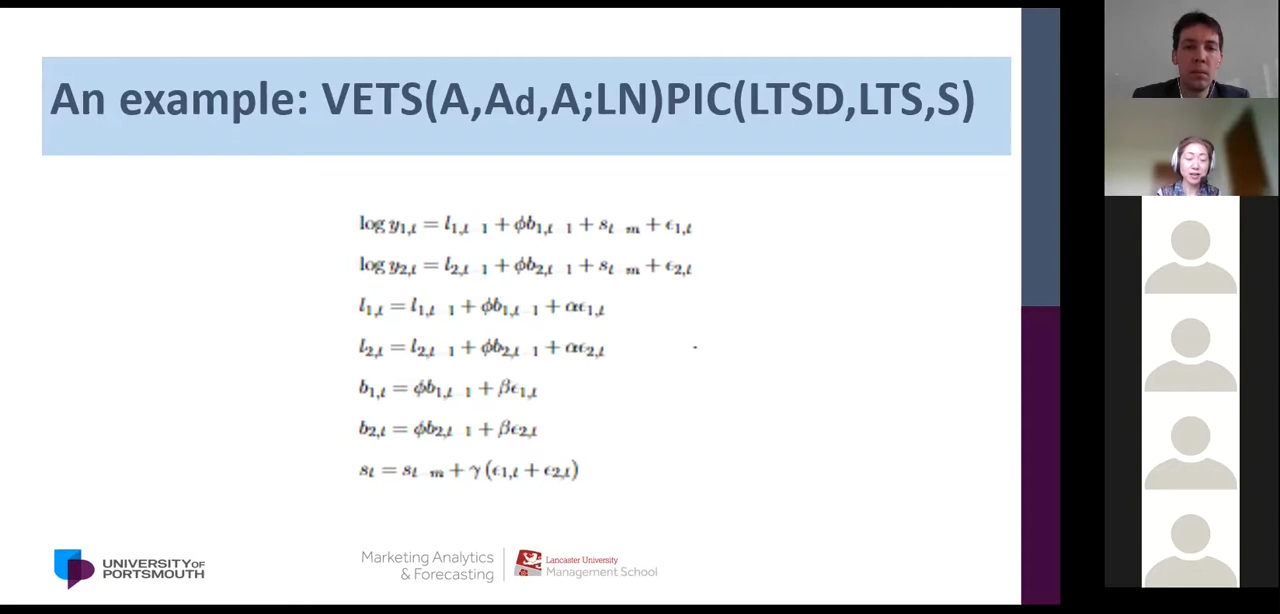 An example: VETS(A,Ad,A;LN)PIC(LTSD,LTS,S)
log y₁,ₜ = l₁,ₜ ₁ + ϕb₁,ₜ ₁ + sₜ ₘ + ϵ₁,ₜ
log y₂,ₜ = l₂,ₜ ₁ + ϕb₂,ₜ ₁ + sₜ ₘ + ϵ₂,ₜ
l₁,ₜ = l₁,ₜ ₁ + ϕb₁,ₜ ₁ + αϵ₁,ₜ
l₂,ₜ = l₂,ₜ ₁ + ϕb₂,ₜ ₁ + αϵ₂,ₜ
b₁,ₜ = ϕb₁,ₜ ₁ + βϵ₁,ₜ
b₂,ₜ = ϕb₂,ₜ ₁ + βϵ₂,ₜ
sₜ = sₜ ₘ + γ (ϵ₁,ₜ + ϵ₂,ₜ)
UNIVERSITY OF
PORTSMOUTH
Marketing Analytics
& Forecasting
Lancaster University
Management School